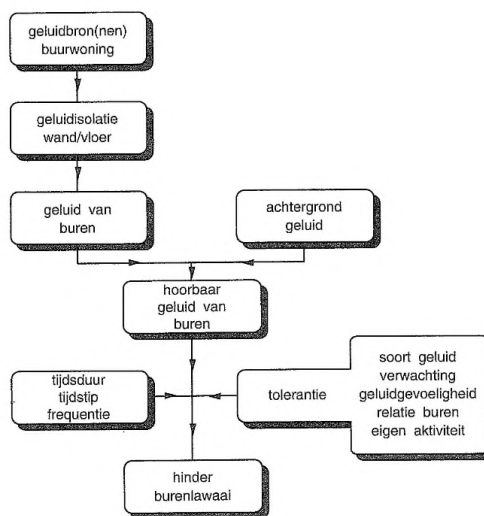 geluidbron(nen)
buurwoning
geluidisolatie
wand/vloer
geluid van
buren
achtergrond
geluid
hoorbaar
geluid van
buren
tijdsduur
tijdstip
frequentie
tolerantie
soort geluid
verwachting
geluidgevoeligheid
relatie buren
eigen aktiviteit
hinder
burenlawaai